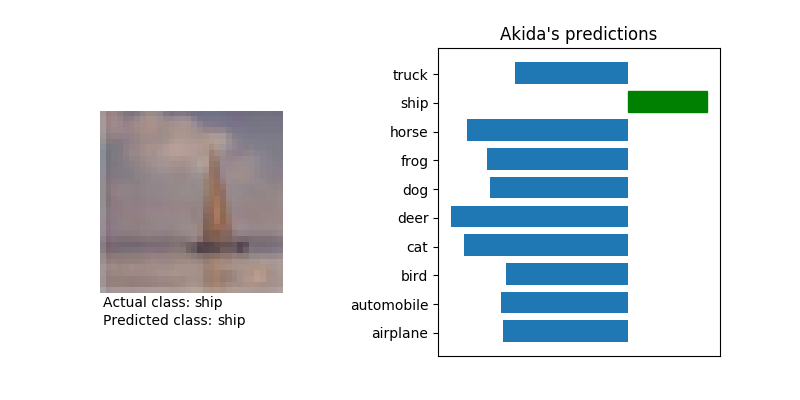 Akida's predictions
truck
ship
horse
frog
dog
deer
cat
bird
automobile
airplane
Actual class: ship
Predicted class: ship